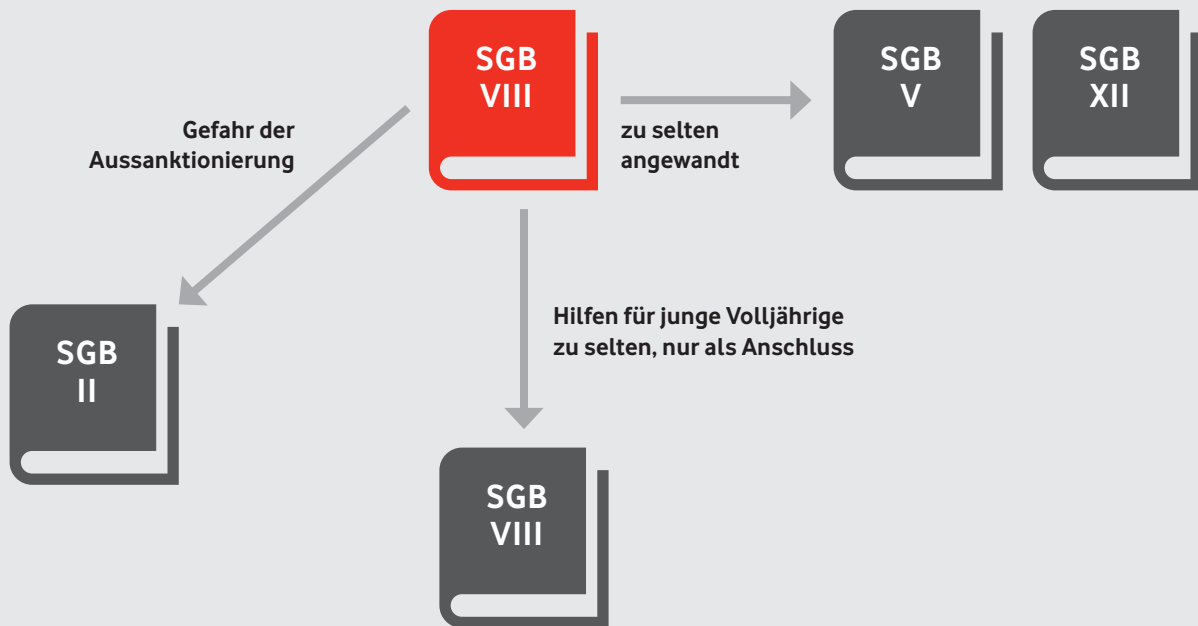 SGB
VIII
SGB
V
SGB
XII
Gefahr der
Aussanktionierung
zu selten
angewandt
SGB
II
Hilfen für junge Volljährige
zu selten, nur als Anschluss
SGB
VIII